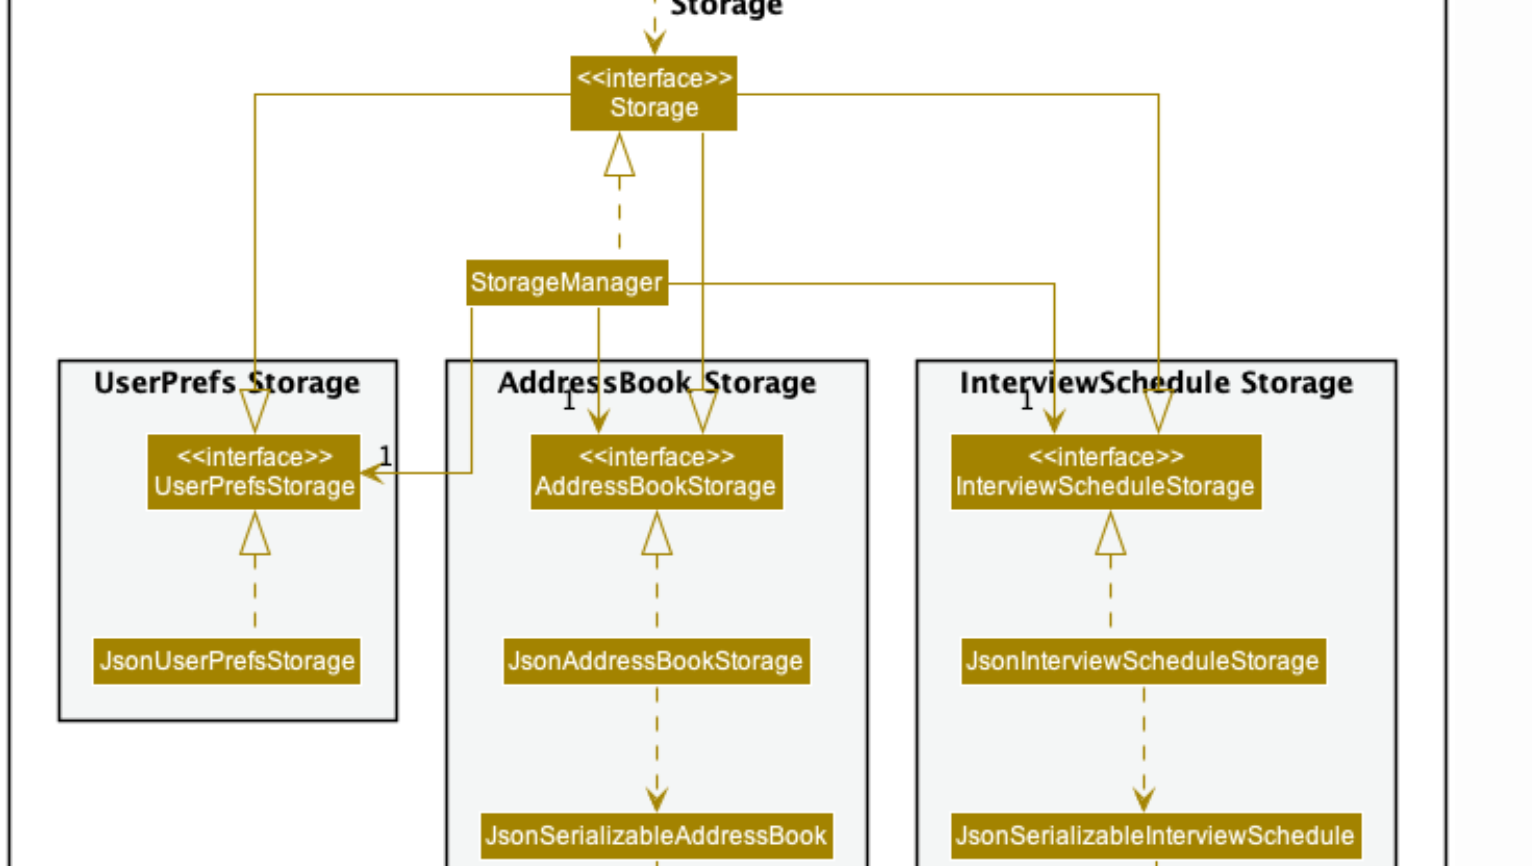 Storage
<<interface>>
Storage
StorageManager
UserPrefs Storage
AddressBook Storage
InterviewSchedule Storage
1
1
1
<<interface>>
UserPrefsStorage
<<interface>>
AddressBookStorage
<<interface>>
InterviewScheduleStorage
JsonUserPrefsStorage
JsonAddressBookStorage
JsonInterviewScheduleStorage
JsonSerializableAddressBook
JsonSerializableInterviewSchedule